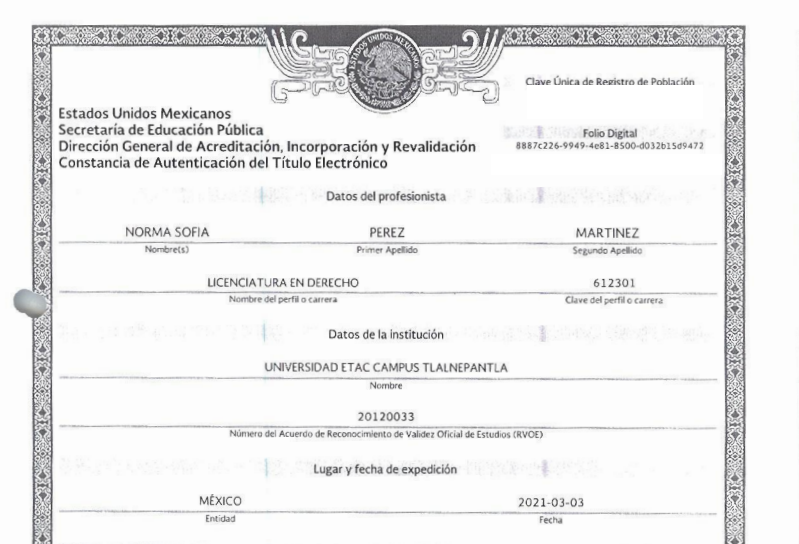 ESTADOS UNIDOS MEXICANOS
Clave Única de Registro de Población
Estados Unidos Mexicanos
Secretaría de Educación Pública
Dirección General de Acreditación, Incorporación y Revalidación
Constancia de Autenticación del Título Electrónico
Folio Digital
8887c226-9949-4e81-8500-d032b15d9472
Datos del profesionista
NORMA SOFIA PEREZ MARTINEZ
Nombre(s) Primer Apellido Segundo Apellido
LICENCIATURA EN DERECHO 612301
Nombre del perfil o carrera Clave del perfil o carrera
Datos de la institución
UNIVERSIDAD ETAC CAMPUS TLALNEPANTLA
Nombre
20120033
Número del Acuerdo de Reconocimiento de Validez Oficial de Estudios (RVOE)
Lugar y fecha de expedición
MÉXICO 2021-03-03
Entidad Fecha